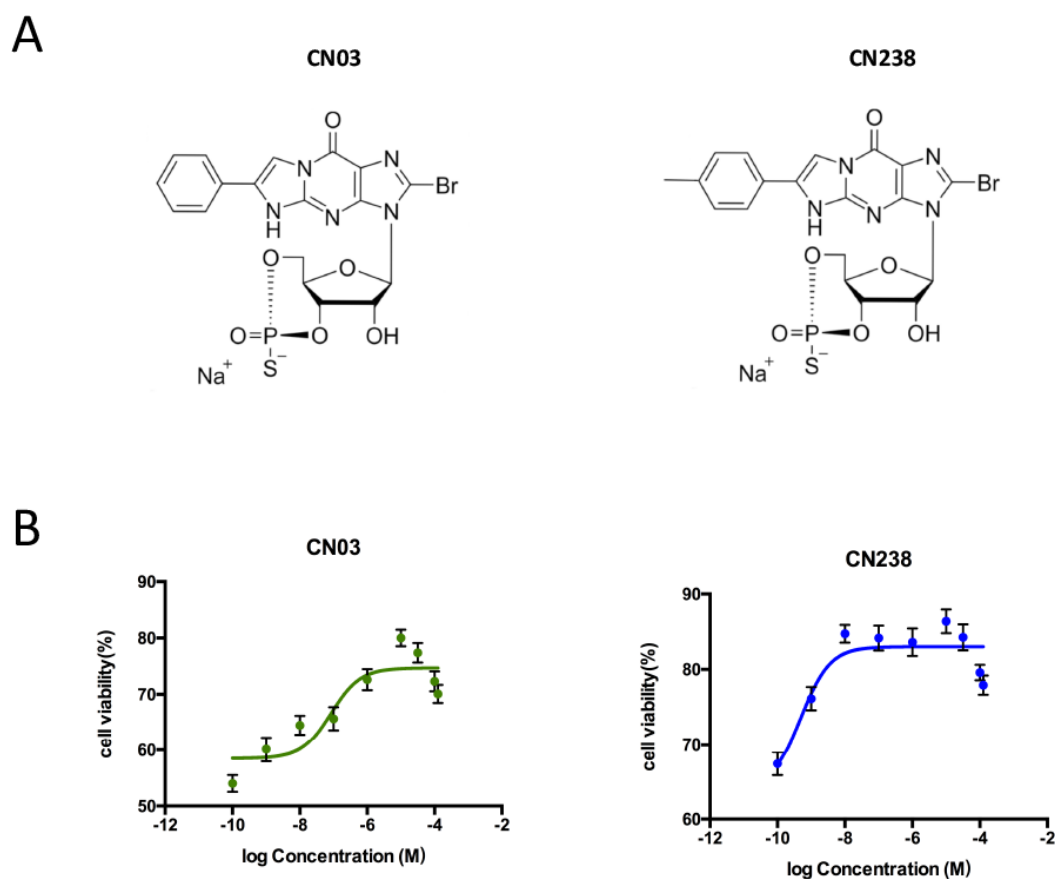 A
CN03
CN238
O
N
N
Br
N
N
H
N
O
O
O=P
O
OH
S⁻
Na⁺
O
N
N
Br
N
N
H
N
O
O
O=P
O
OH
S⁻
Na⁺
B
CN03
90
80
70
60
50
cell viability(%)
-12
-10
-8
-6
-4
-2
log Concentration (M)
CN238
90
80
70
60
cell viability(%)
-12
-10
-8
-6
-4
-2
log Concentration (M)